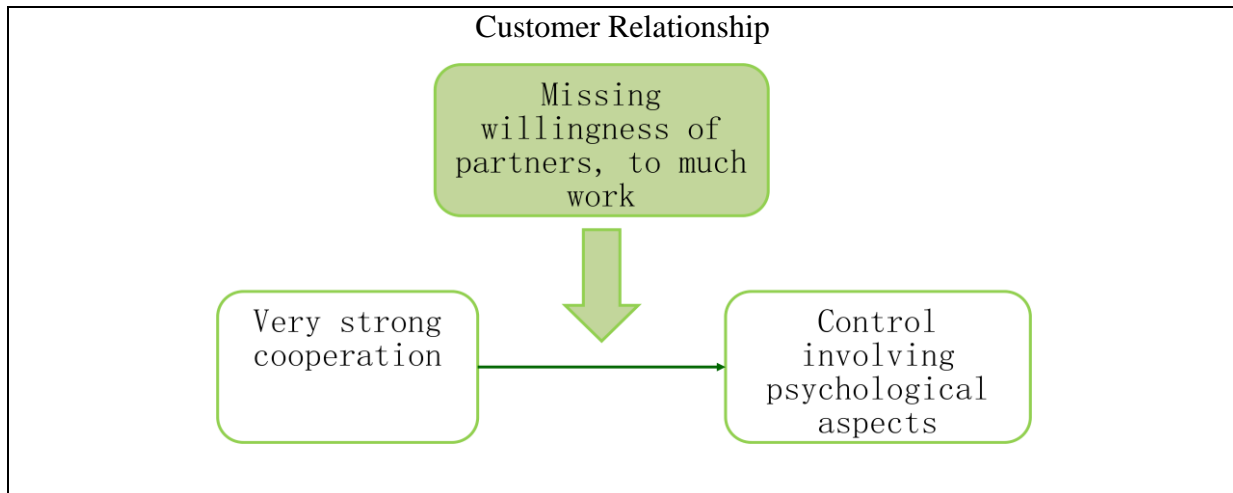 Customer Relationship
Missing
willingness of
partners, to much
work
Very strong
cooperation
Control
involving
psychological
aspects